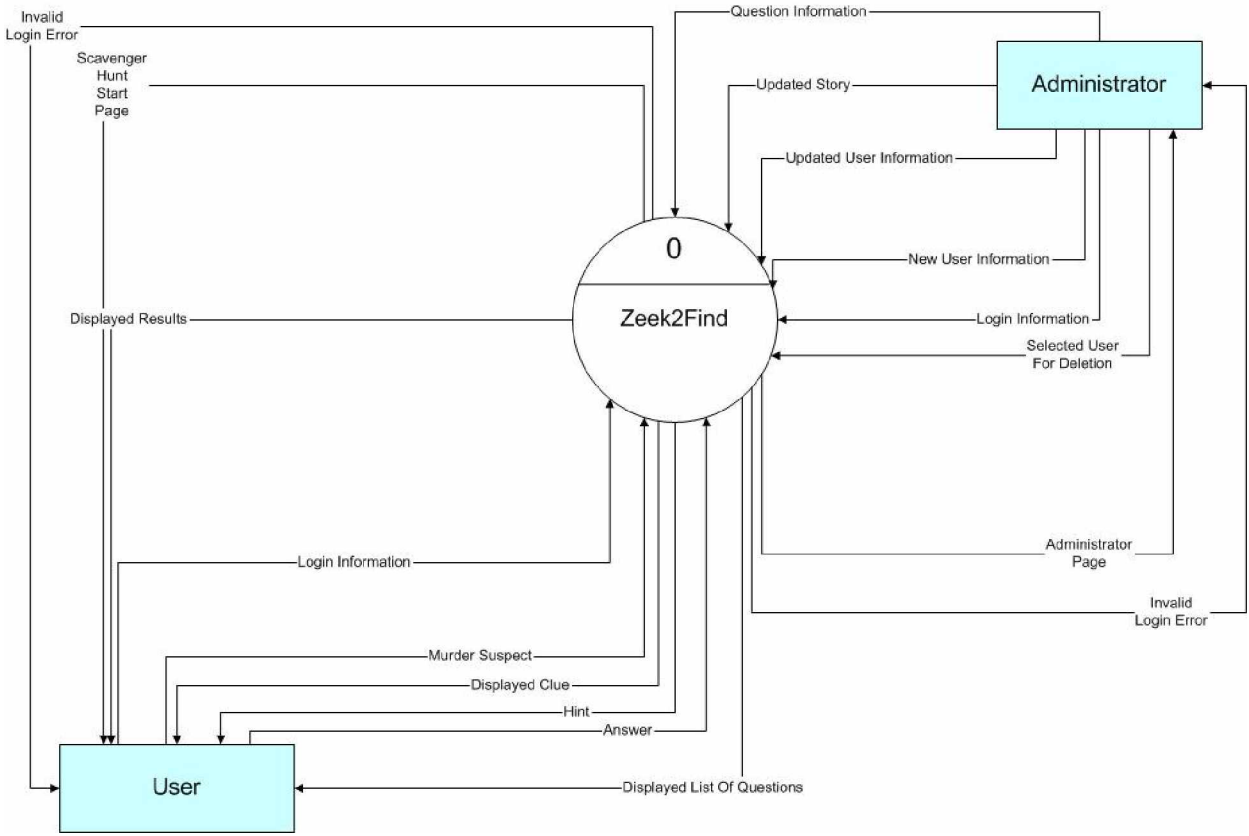 Invalid
Login Error
Question Information
Scavenger
Hunt
Start
Page
Updated Story
Administrator
Updated User Information
0
New User Information
Zeek2Find
Displayed Results
Login Information
Selected User
For Deletion
Administrator
Page
Login Information
Invalid
Login Error
Murder Suspect
Displayed Clue
Hint
Answer
User
Displayed List Of Questions